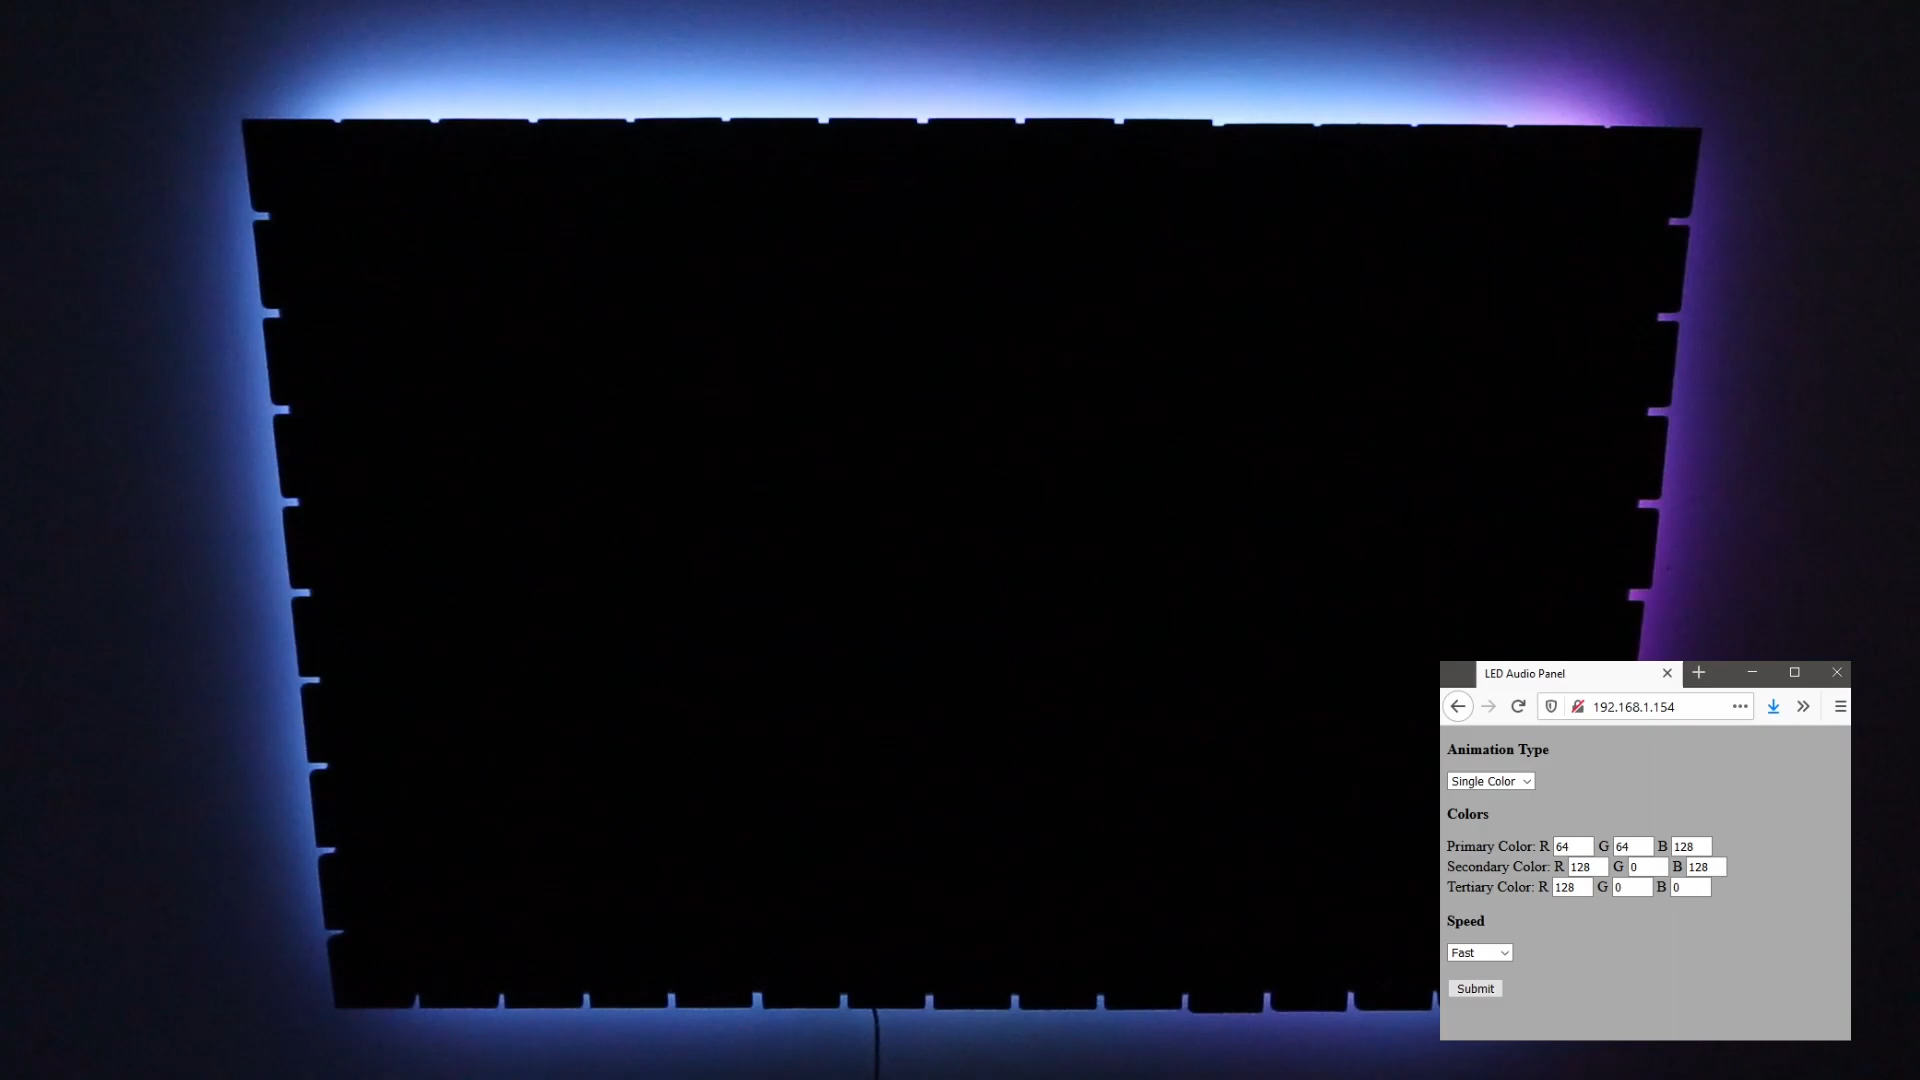 LED Audio Panel
192.168.1.154
Animation Type
Single Color
Colors
Primary Color: R 64 G 64 B 128
Secondary Color: R 128 G 0 B 128
Tertiary Color: R 128 G 0 B 0
Speed
Fast
Submit